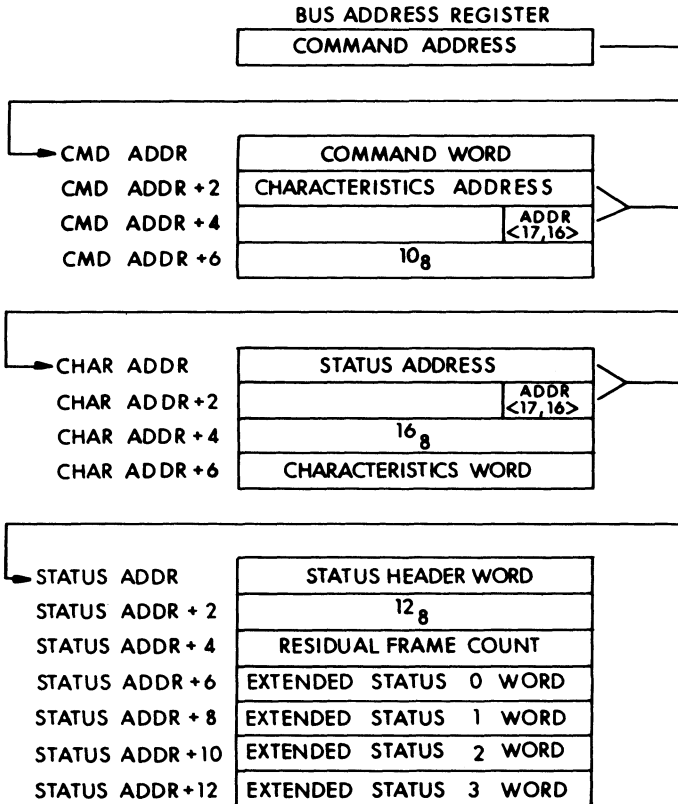 BUS ADDRESS REGISTER
COMMAND ADDRESS
CMD ADDR COMMAND WORD
CMD ADDR +2 CHARACTERISTICS ADDRESS
CMD ADDR +4 ADDR
<17,16>
CMD ADDR +6 10₈
CHAR ADDR STATUS ADDRESS
CHAR ADDR+2 ADDR
<17,16>
CHAR ADDR +4 16₈
CHAR ADDR +6 CHARACTERISTICS WORD
STATUS ADDR STATUS HEADER WORD
STATUS ADDR + 2 12₈
STATUS ADDR + 4 RESIDUAL FRAME COUNT
STATUS ADDR +6 EXTENDED STATUS 0 WORD
STATUS ADDR + 8 EXTENDED STATUS 1 WORD
STATUS ADDR +10 EXTENDED STATUS 2 WORD
STATUS ADDR+12 EXTENDED STATUS 3 WORD